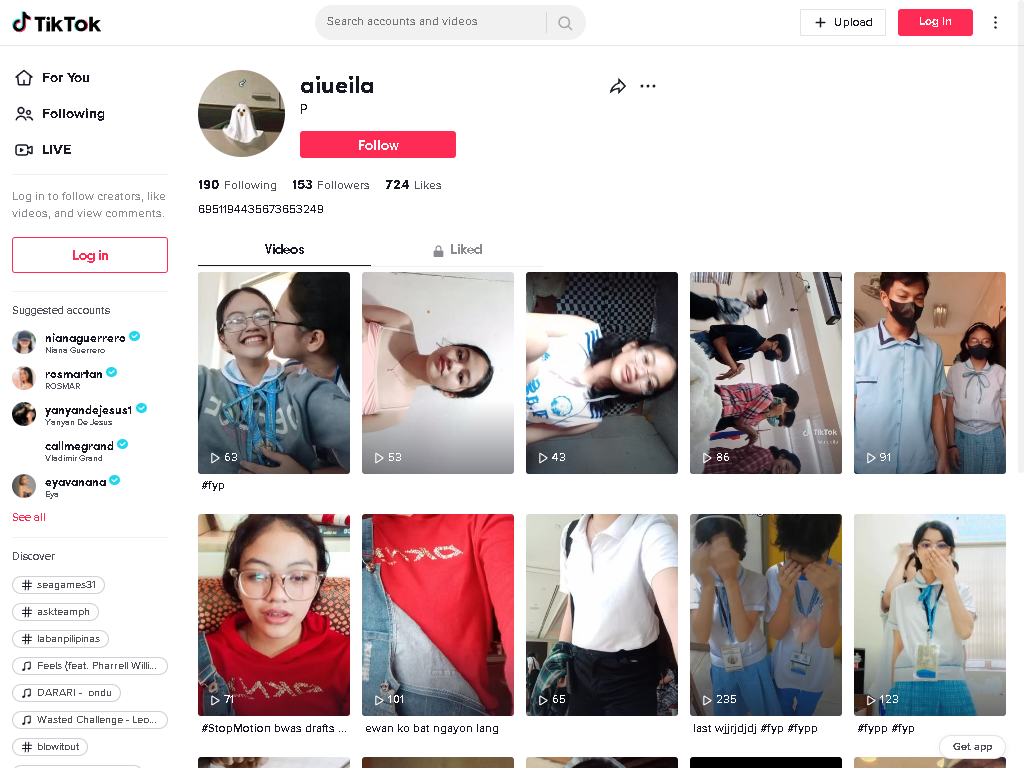 TikTok
Search accounts and videos
Upload
Log in
For You
Following
LIVE
Log in to follow creators, like
videos, and view comments.
Log in
Suggested accounts
nianaguerrero
Niana Guerrero
rosmartan
ROSMAR
yanyandejesus1
Yanyan De Jesus
callmegrand
Vladimir Grand
eyavanana
Eya
See all
Discover
# seagames31
# askteamph
# labanpilipinas
Feels (feat. Pharrell Willi...
DARARI - ondu
Wasted Challenge - Leo...
# blowitout
aiueila
P
Follow
190 Following 153 Followers 724 Likes
6951194435673653249
Videos
Liked
63
53
43
TikTok
86
91
#fyp
71
101
65
235
123
#StopMotion bwas drafts ...
ewan ko bat ngayon lang
last wjjrjdjdj #fyp #fypp
#fypp #fyp
Get app